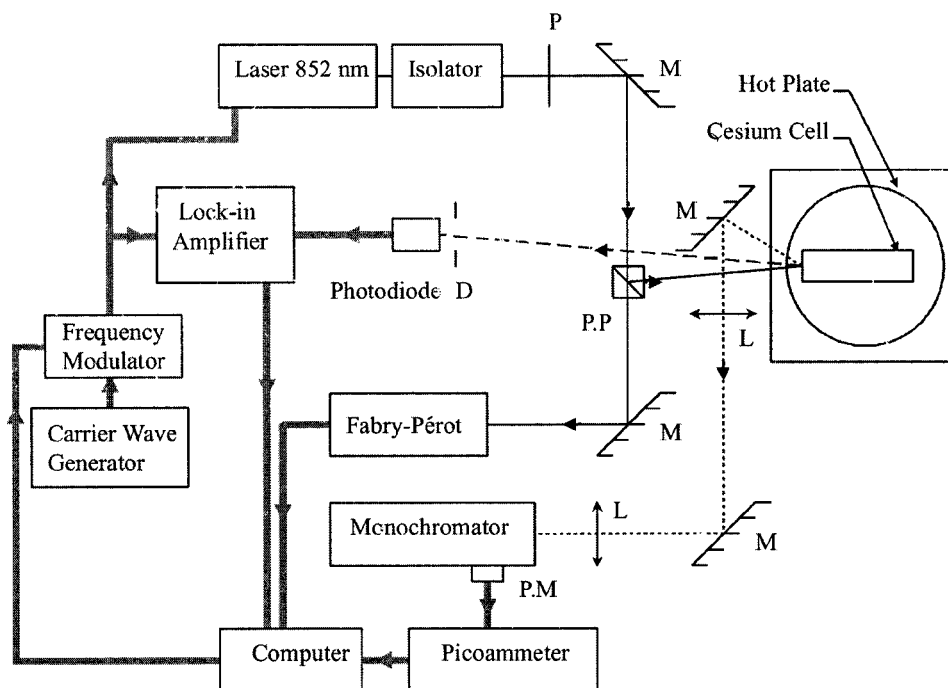 Laser 852 nm
Isolator
P
M
Hot Plate
Cesium Cell
Lock-in
Amplifier
M
Photodiode D
P.P
L
Frequency
Modulator
Carrier Wave
Generator
Fabry-Pérot
M
Monochromator
L
M
P.M
Computer
Picoammeter